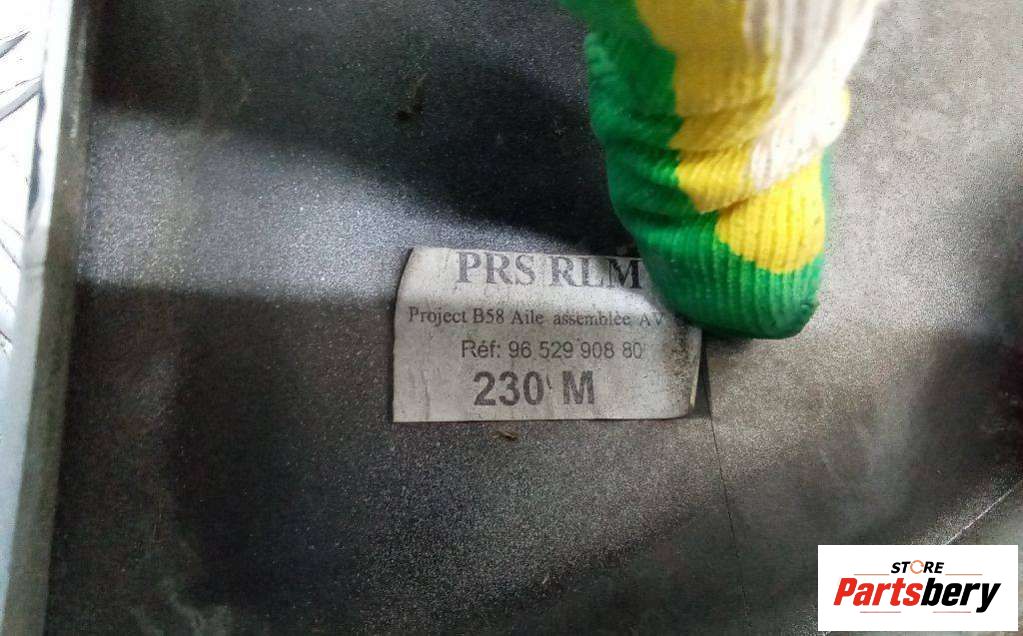 PRS RLM
Project B58 Aile assemblée AV
Réf: 96 529 908 80
230 M
STORE
Partsbery